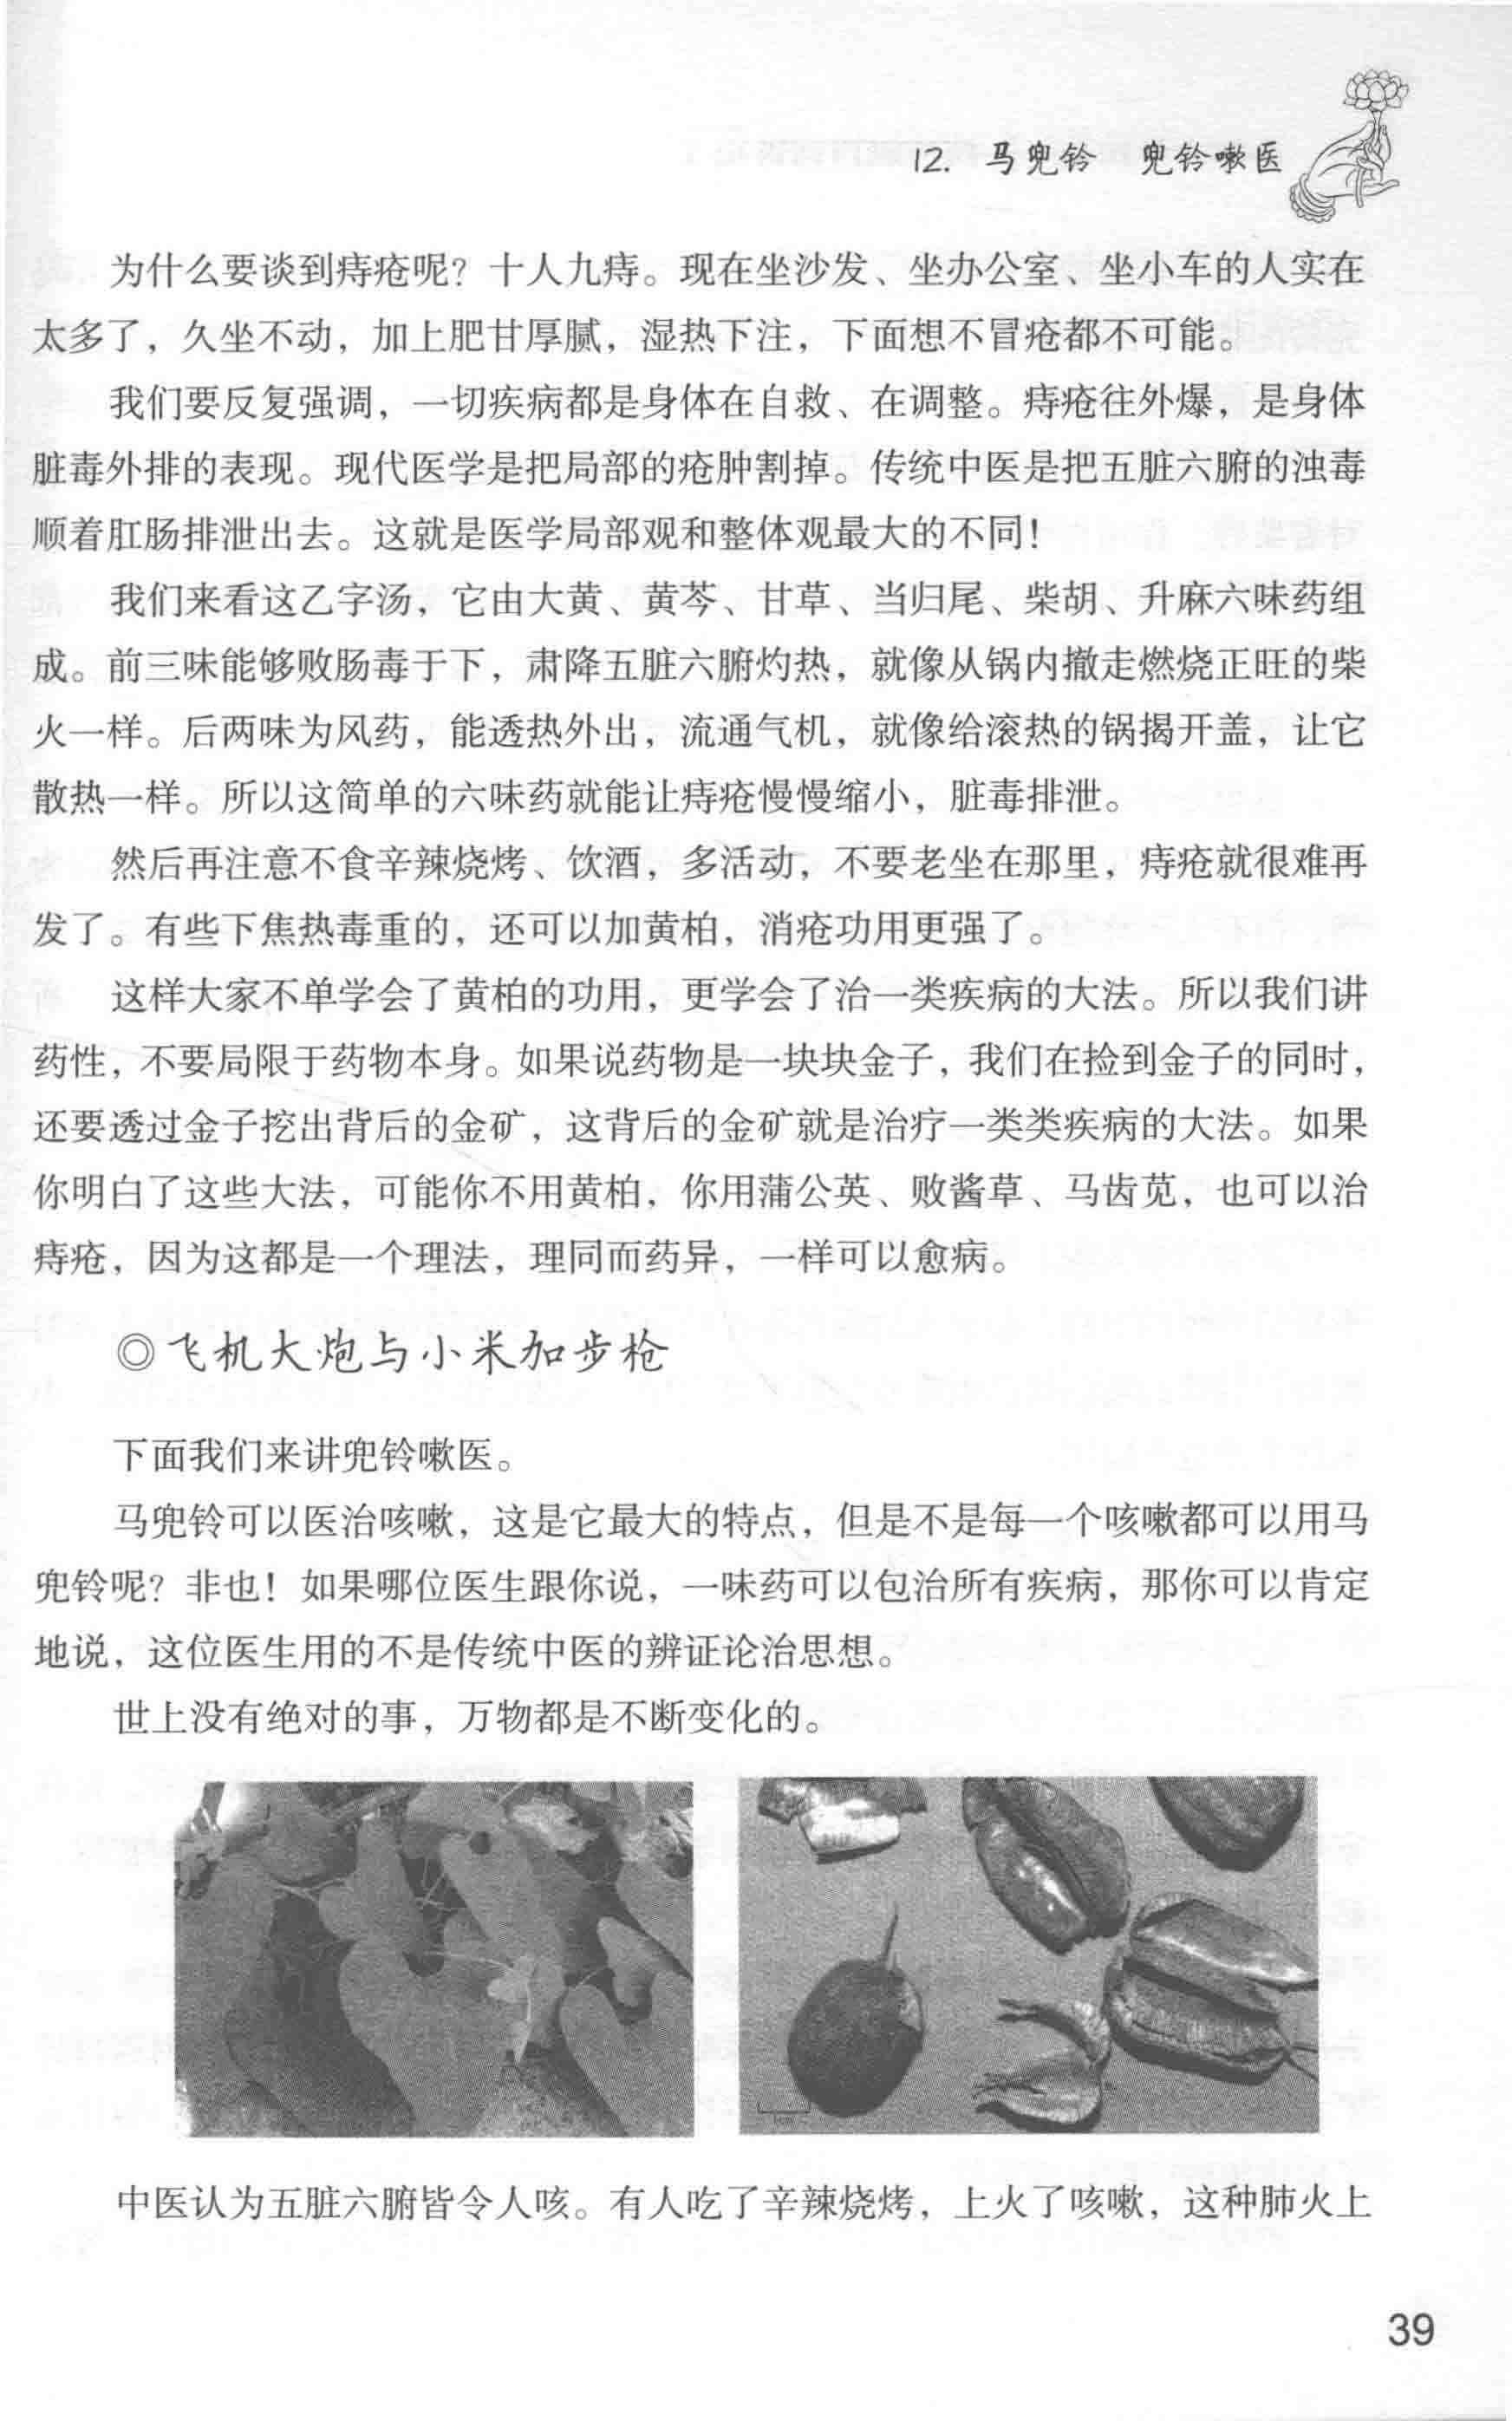 12. 马兜铃 兜铃嗽医
为什么要谈到痔疮呢？十人九痔。现在坐沙发、坐办公室、坐小车的人实在
太多了，久坐不动，加上肥甘厚腻，湿热下注，下面想不冒疮都不可能。
我们要反复强调，一切疾病都是身体在自救、在调整。痔疮往外爆，是身体
脏毒外排的表现。现代医学是把局部的疮肿割掉。传统中医是把五脏六腑的浊毒
顺着肛肠排泄出去。这就是医学局部观和整体观最大的不同！
我们来看这乙字汤，它由大黄、黄芩、甘草、当归尾、柴胡、升麻六味药组
成。前三味能够败肠毒于下，肃降五脏六腑灼热，就像从锅内撤走燃烧正旺的柴
火一样。后两味为风药，能透热外出，流通气机，就像给滚热的锅揭开盖，让它
散热一样。所以这简单的六味药就能让痔疮慢慢缩小，脏毒排泄。
然后再注意不食辛辣烧烤、饮酒，多活动，不要老坐在那里，痔疮就很难再
发了。有些下焦热毒重的，还可以加黄柏，消疮功用更强了。
这样大家不单学会了黄柏的功用，更学会了治一类疾病的大法。所以我们讲
药性，不要局限于药物本身。如果说药物是一块块金子，我们在捡到金子的同时，
还要透过金子挖出背后的金矿，这背后的金矿就是治疗一类类疾病的大法。如果
你明白了这些大法，可能你不用黄柏，你用蒲公英、败酱草、马齿苋，也可以治
痔疮，因为这都是一个理法，理同而药异，一样可以愈病。
◎飞机大炮与小米加步枪
下面我们来讲兜铃嗽医。
马兜铃可以医治咳嗽，这是它最大的特点，但是不是每一个咳嗽都可以用马
兜铃呢？非也！如果哪位医生跟你说，一味药可以包治所有疾病，那你可以肯定
地说，这位医生用的不是传统中医的辨证论治思想。
世上没有绝对的事，万物都是不断变化的。
中医认为五脏六腑皆令人咳。有人吃了辛辣烧烤，上火了咳嗽，这种肺火上
39